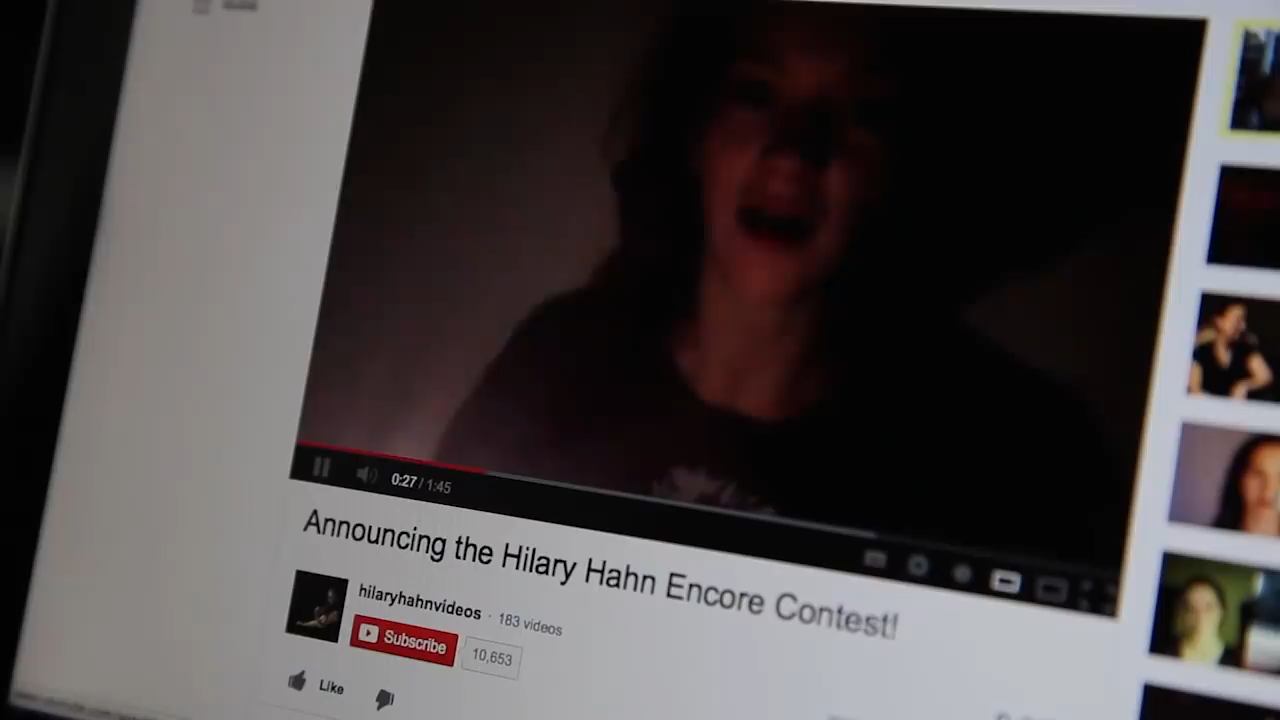 0:27 / 1:45
Announcing the Hilary Hahn Encore Contest!
hilaryhahnvideos · 183 videos
Subscribe 10,653
Like